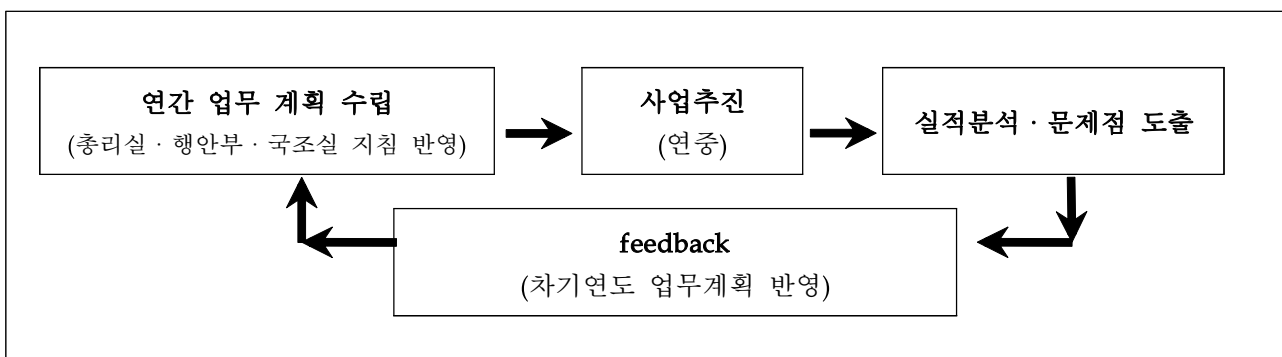 연간 업무 계획 수립
(총리실 · 행안부 · 국조실 지침 반영)
사업추진
(연중)
실적분석 · 문제점 도출
feedback
(차기연도 업무계획 반영)